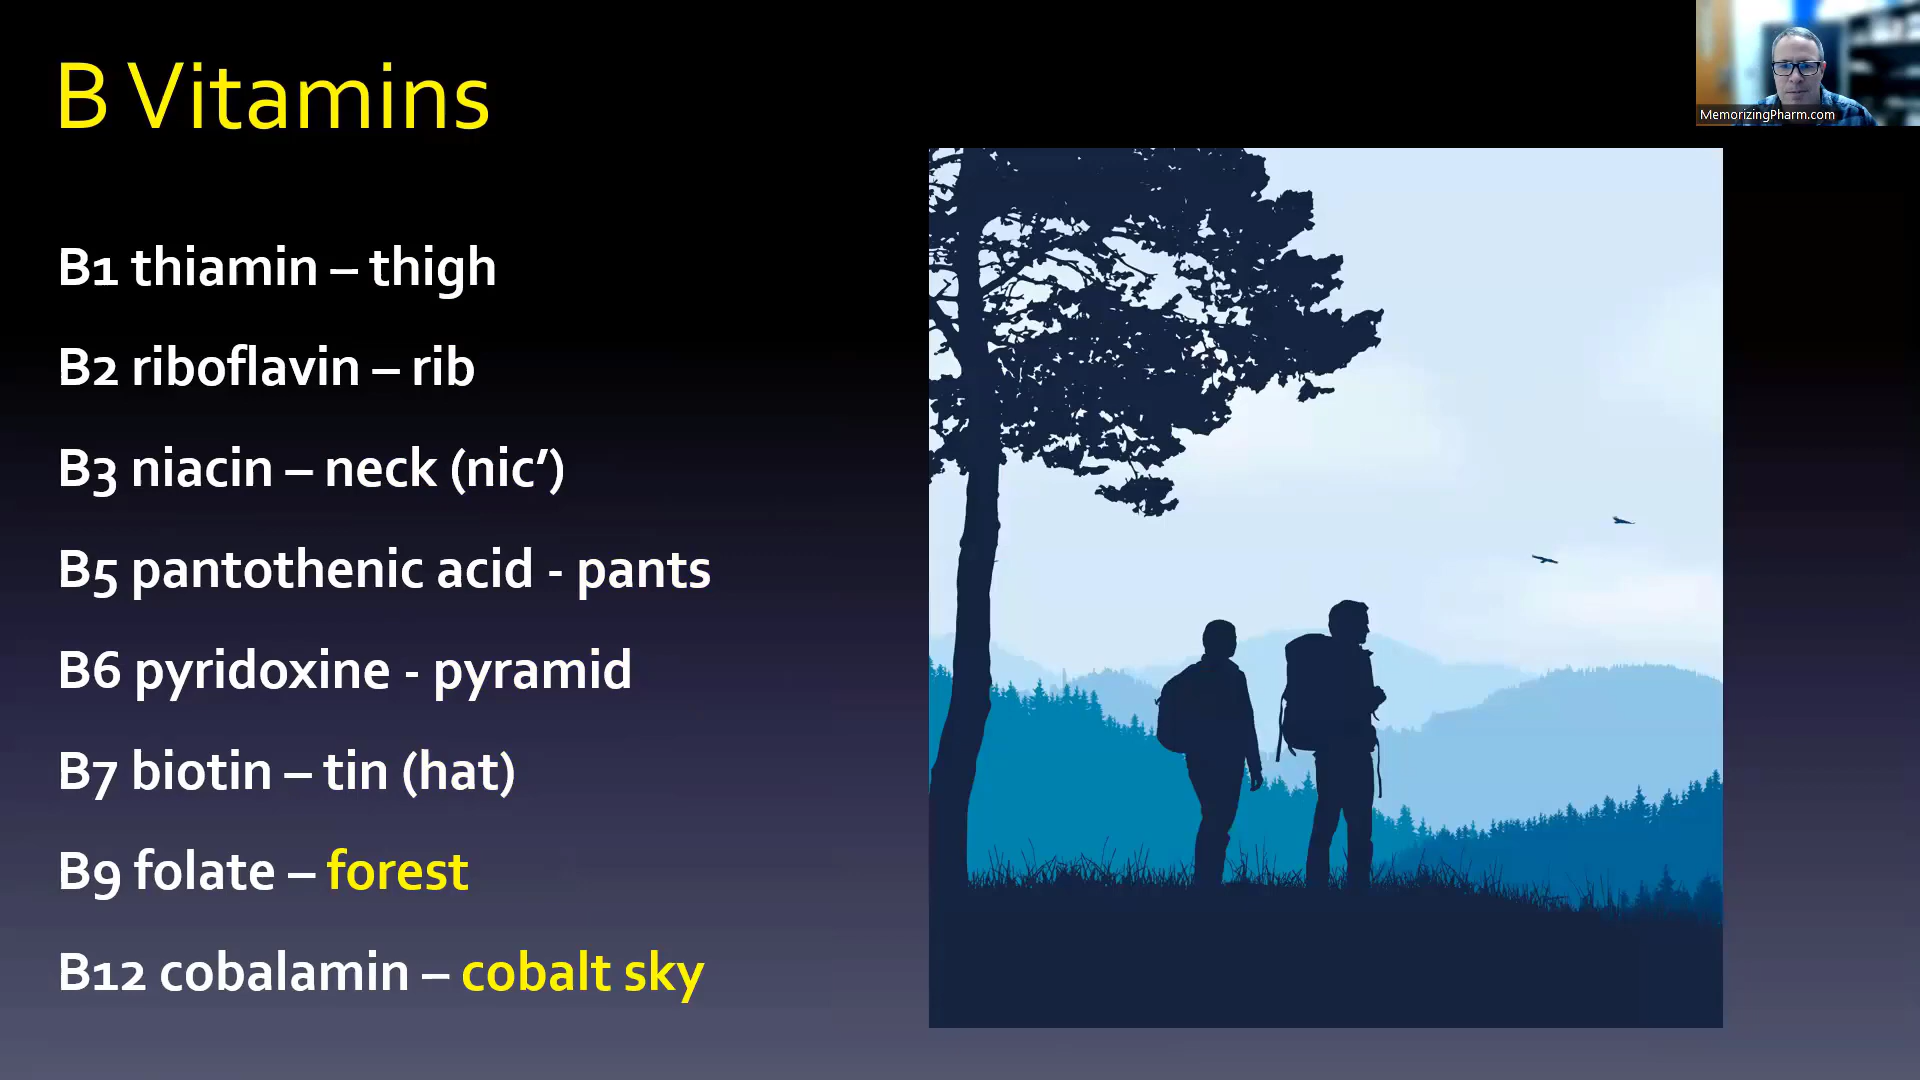 B Vitamins
MemorizingPharm.com
B1 thiamin – thigh
B2 riboflavin – rib
B3 niacin – neck (nic’)
B5 pantothenic acid - pants
B6 pyridoxine - pyramid
B7 biotin – tin (hat)
B9 folate – forest
B12 cobalamin – cobalt sky